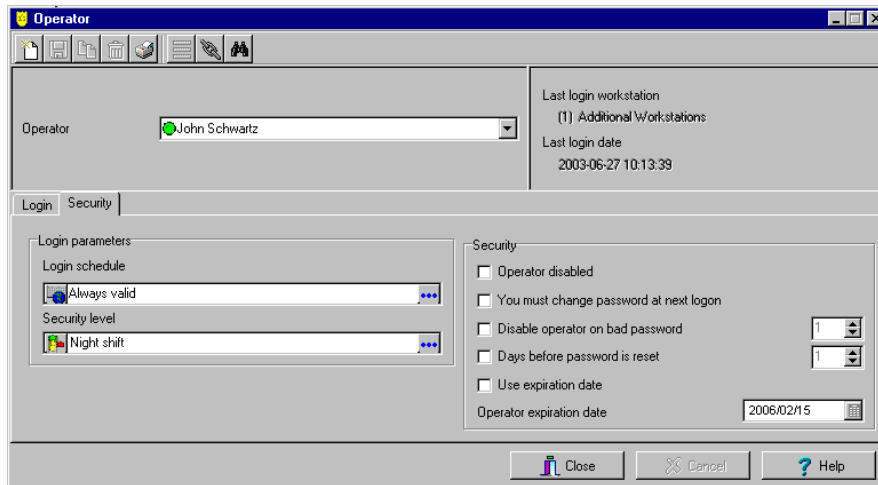 Operator
Operator
John Schwartz
Last login workstation
(1) Additional Workstations
Last login date
2003-06-27 10:13:39
Login
Security
Login parameters
Login schedule
Always valid
Security level
Night shift
Security
Operator disabled
You must change password at next logon
Disable operator on bad password
1
Days before password is reset
1
Use expiration date
Operator expiration date
2006/02/15
Close
Cancel
? Help